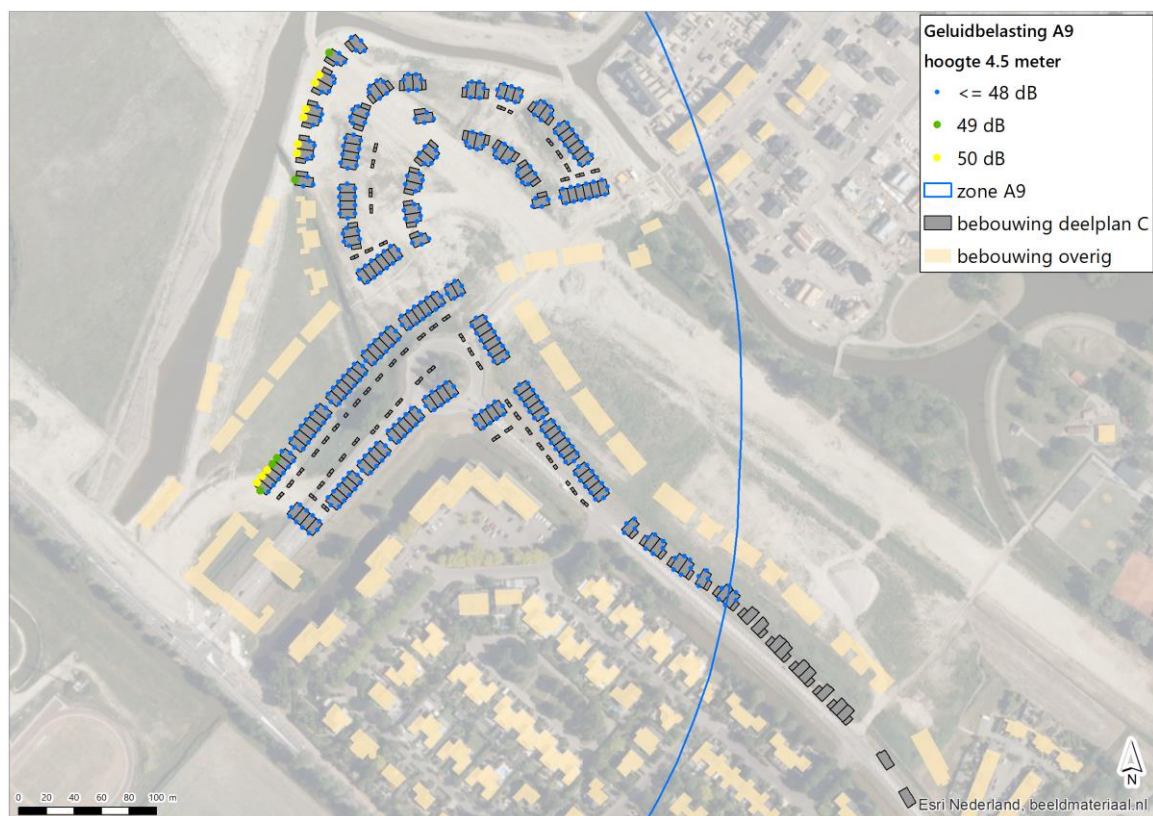 Geluidbelasting A9
hoogte 4.5 meter
<= 48 dB
49 dB
50 dB
zone A9
bebouwing deelplan C
bebouwing overig
N
0 20 40 60 80 100 m
Esri Nederland, beeldmateriaal.nl